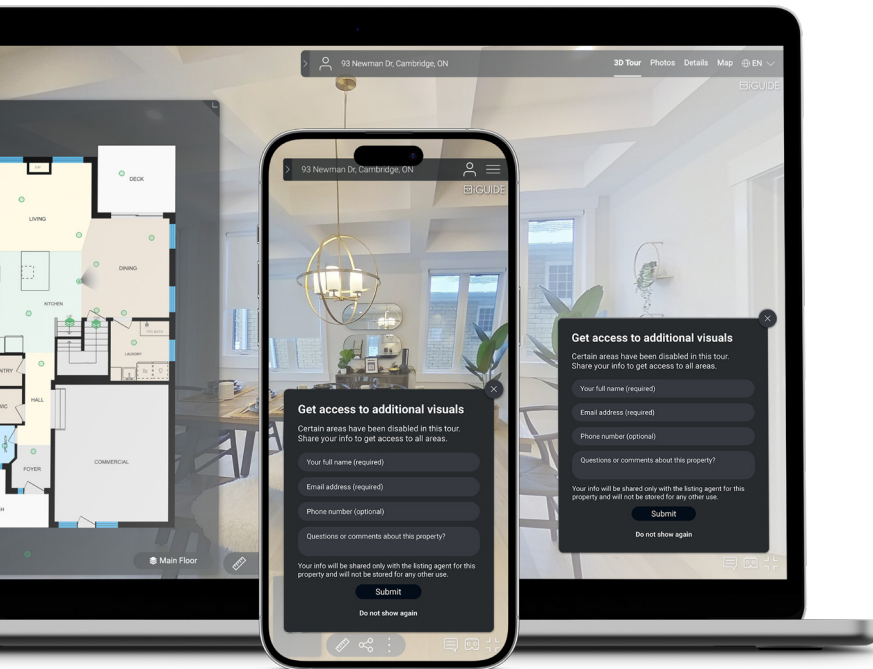 93 Newman Dr, Cambridge, ON
3D Tour Photos Details Map EN
iGUIDE
DECK
LIVING
DINING
KITCHEN
LAUNDRY
HALL
FOYER
COMMERCIAL
Main Floor
93 Newman Dr, Cambridge, ON
iGUIDE
Get access to additional visuals
Certain areas have been disabled in this tour.
Share your info to get access to all areas.
Your full name (required)
Email address (required)
Phone number (optional)
Questions or comments about this property?
Your info will be shared only with the listing agent for this
property and will not be stored for any other use.
Submit
Do not show again
Get access to additional visuals
Certain areas have been disabled in this tour.
Share your info to get access to all areas.
Your full name (required)
Email address (required)
Phone number (optional)
Questions or comments about this property?
Your info will be shared only with the listing agent for this
property and will not be stored for any other use.
Submit
Do not show again